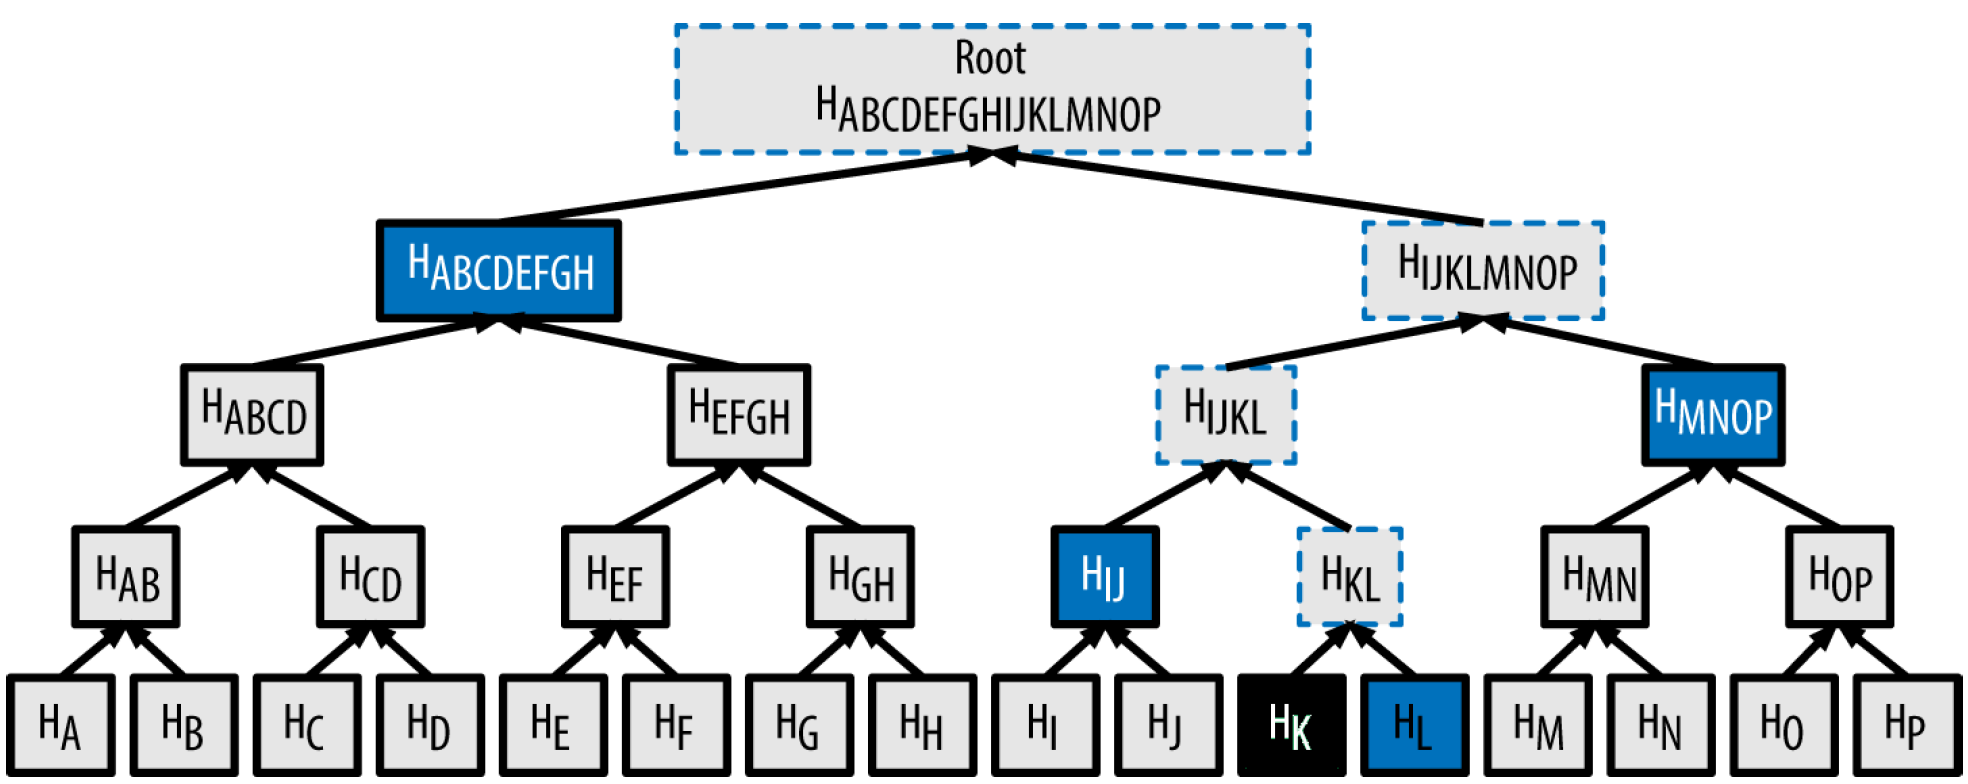 Root
HABCDEFGHIJKLMNOP
HABCDEFGH
HIJKLMNOP
HABCD
HEFGH
HIJKL
HMNOP
HAB
HCD
HEF
HGH
HIJ
HKL
HMN
HOP
HA
HB
HC
HD
HE
HF
HG
HH
HI
HJ
HK
HL
HM
HN
HO
HP